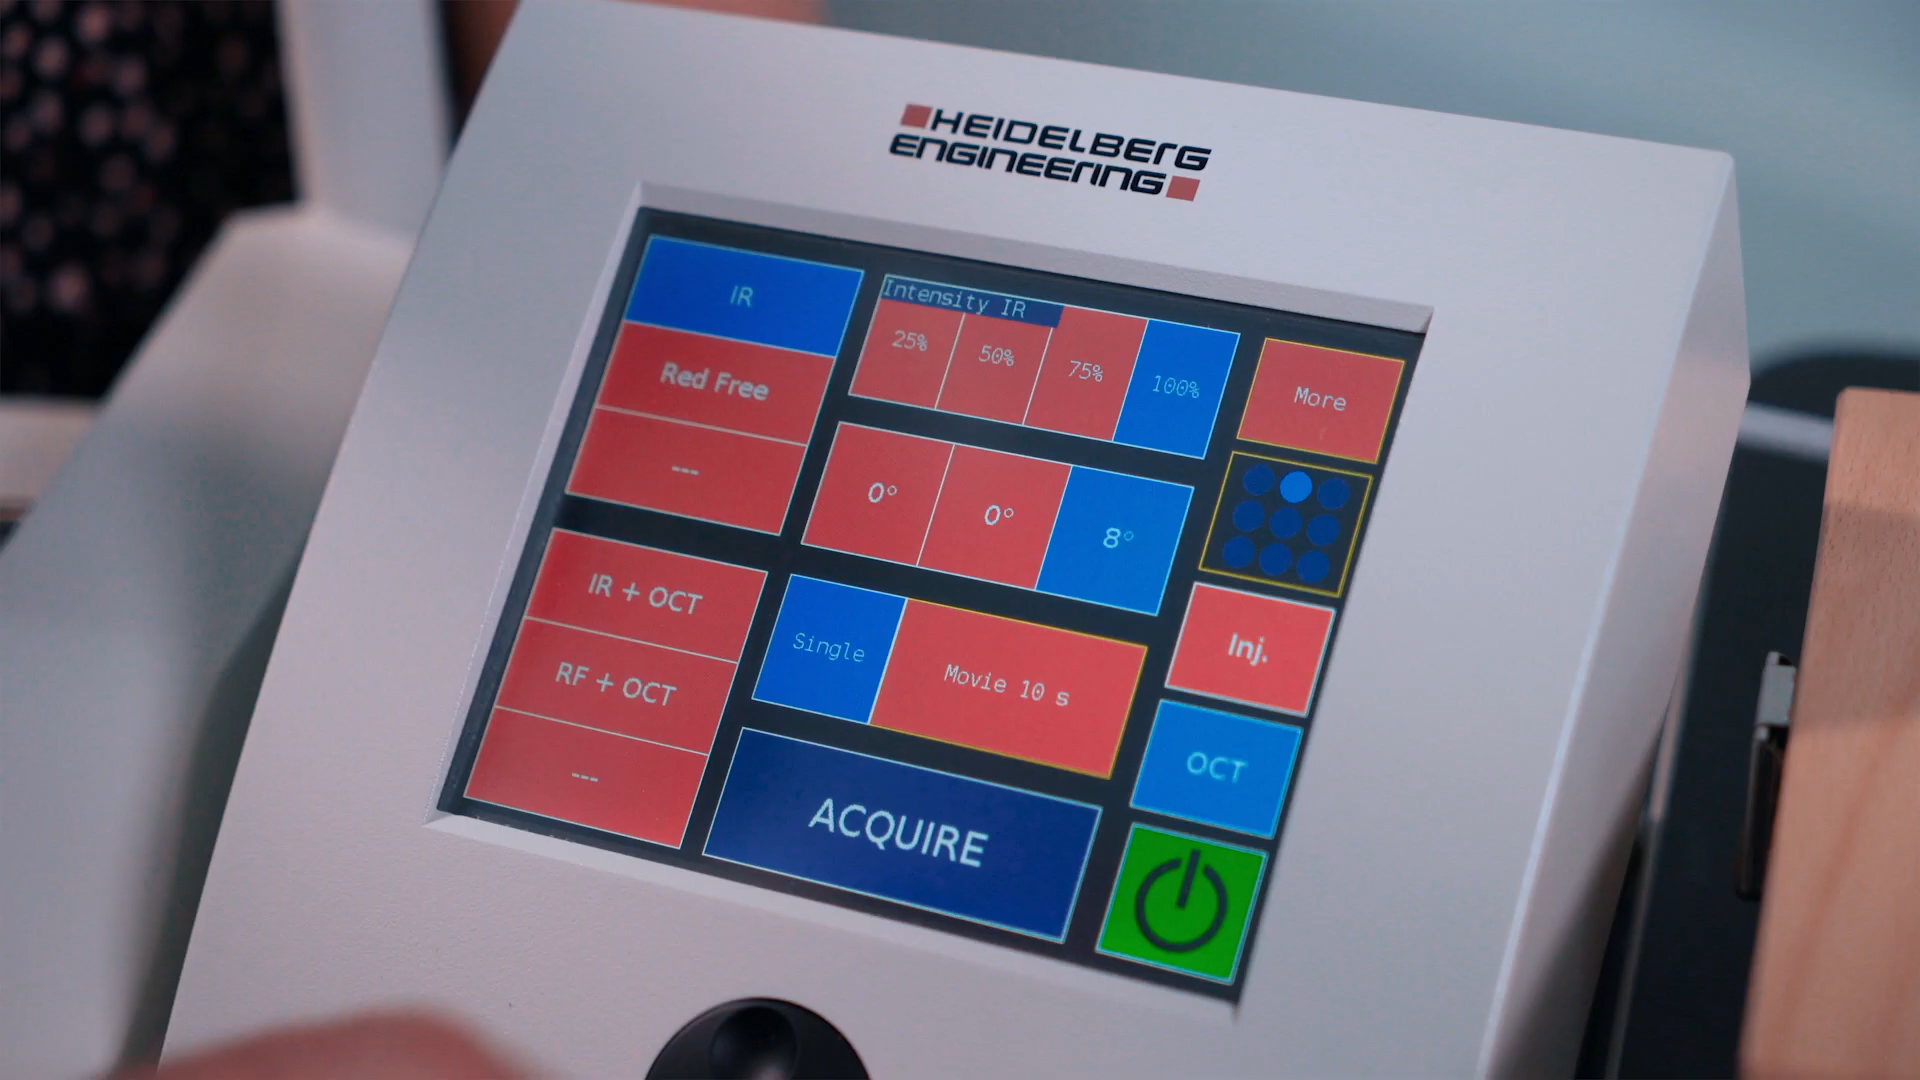 HEIDELBERG
ENGINEERING
IR
Red Free
---
IR + OCT
RF + OCT
---
Intensity IR
25% 50% 75% 100%
0° 0° 8°
Single Movie 10 s
ACQUIRE
More
Inj.
OCT